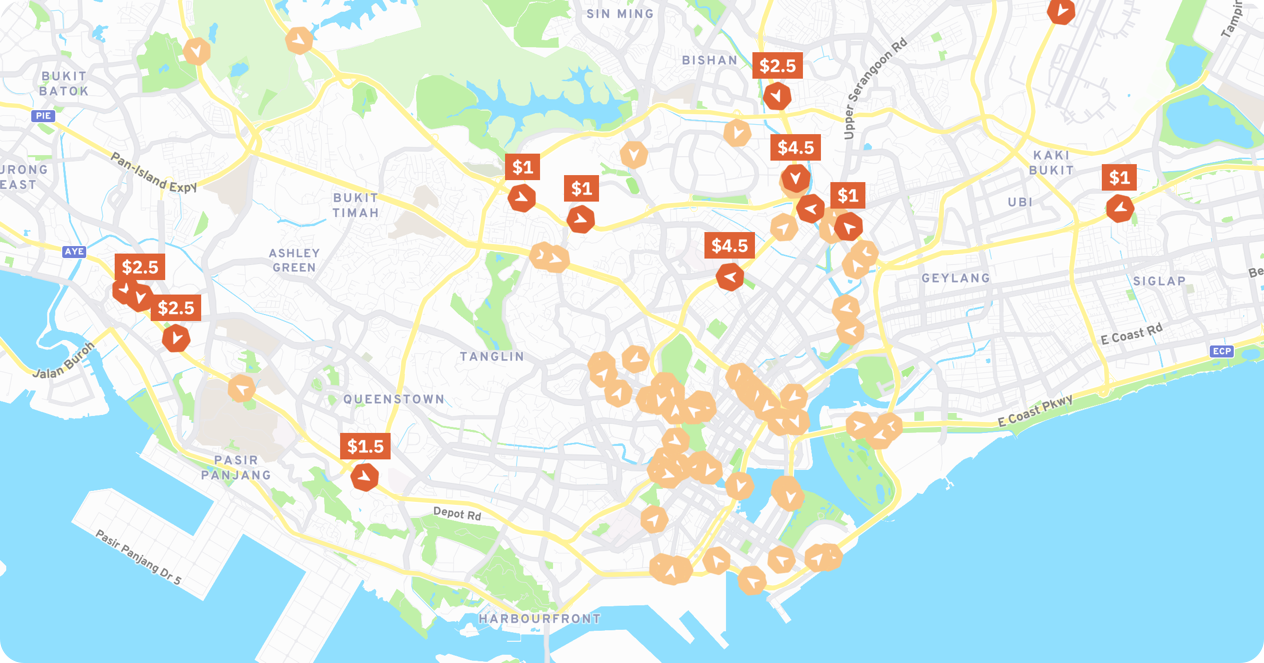 SIN MING
BISHAN
$2.5
Upper Serangoon Rd
BUKIT
BATOK
PIE
Pan-Island Expy
EAST
$1
$1
$4.5
$1
KAKI
BUKIT
$1
UBI
BUKIT
TIMAH
AYE
ASHLEY
GREEN
$4.5
$2.5
$2.5
GEYLANG
SIGLAP
E Coast Rd
ECP
Jalan Buroh
TANGLIN
QUEENSTOWN
E Coast Pkwy
$1.5
PASIR
PANJANG
Depot Rd
Pasir Panjang Dr 5
HARBOURFRONT